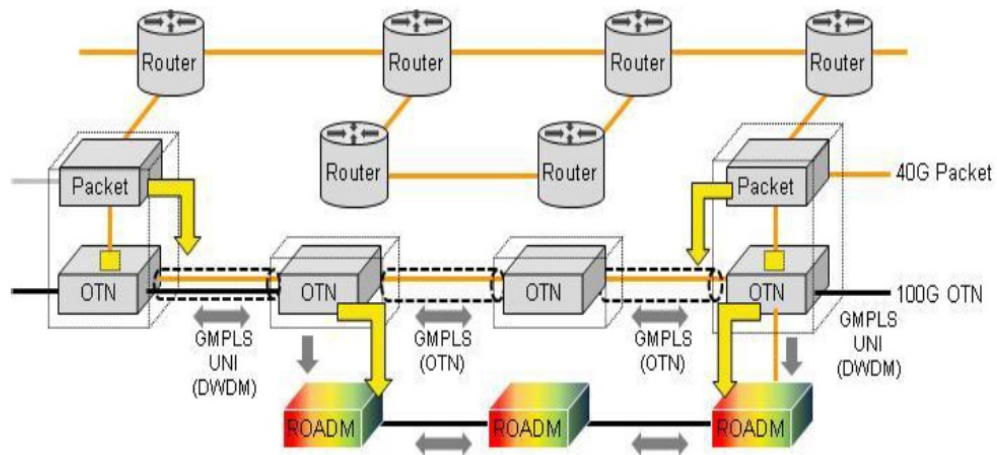 Router
Router
Router
Router
Router
Router
Packet
Packet
40G Packet
OTN
OTN
OTN
OTN
100G OTN
GMPLS
UNI
(DWDM)
GMPLS
(OTN)
GMPLS
(OTN)
GMPLS
UNI
(DWDM)
ROADM
ROADM
ROADM